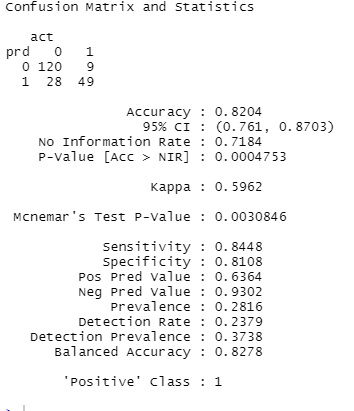 Confusion Matrix and Statistics
act
prd 0 1
0 120 9
1 28 49
Accuracy : 0.8204
95% CI : (0.761, 0.8703)
No Information Rate : 0.7184
P-Value [Acc > NIR] : 0.0004753
Kappa : 0.5962
Mcnemar's Test P-Value : 0.0030846
Sensitivity : 0.8448
Specificity : 0.8108
Pos Pred Value : 0.6364
Neg Pred Value : 0.9302
Prevalence : 0.2816
Detection Rate : 0.2379
Detection Prevalence : 0.3738
Balanced Accuracy : 0.8278
'Positive' Class : 1